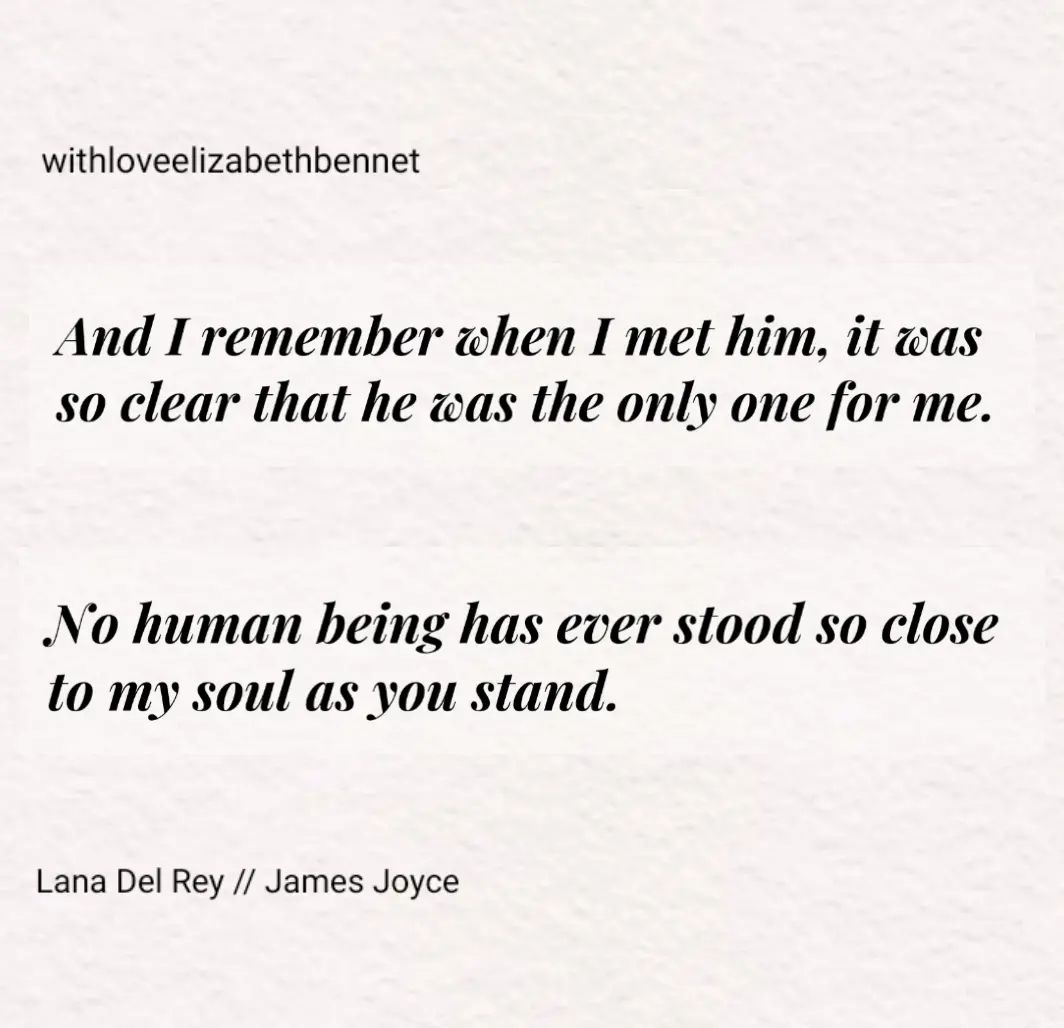 withloveelizabethbennet
And I remember when I met him, it was
so clear that he was the only one for me.
No human being has ever stood so close
to my soul as you stand.
Lana Del Rey // James Joyce